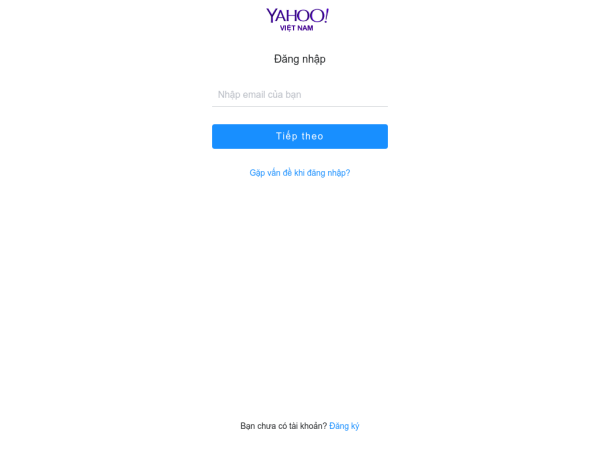 YAHOO!
VIỆT NAM
Đăng nhập
Nhập email của bạn
Tiếp theo
Gặp vấn đề khi đăng nhập?
Bạn chưa có tài khoản? Đăng ký